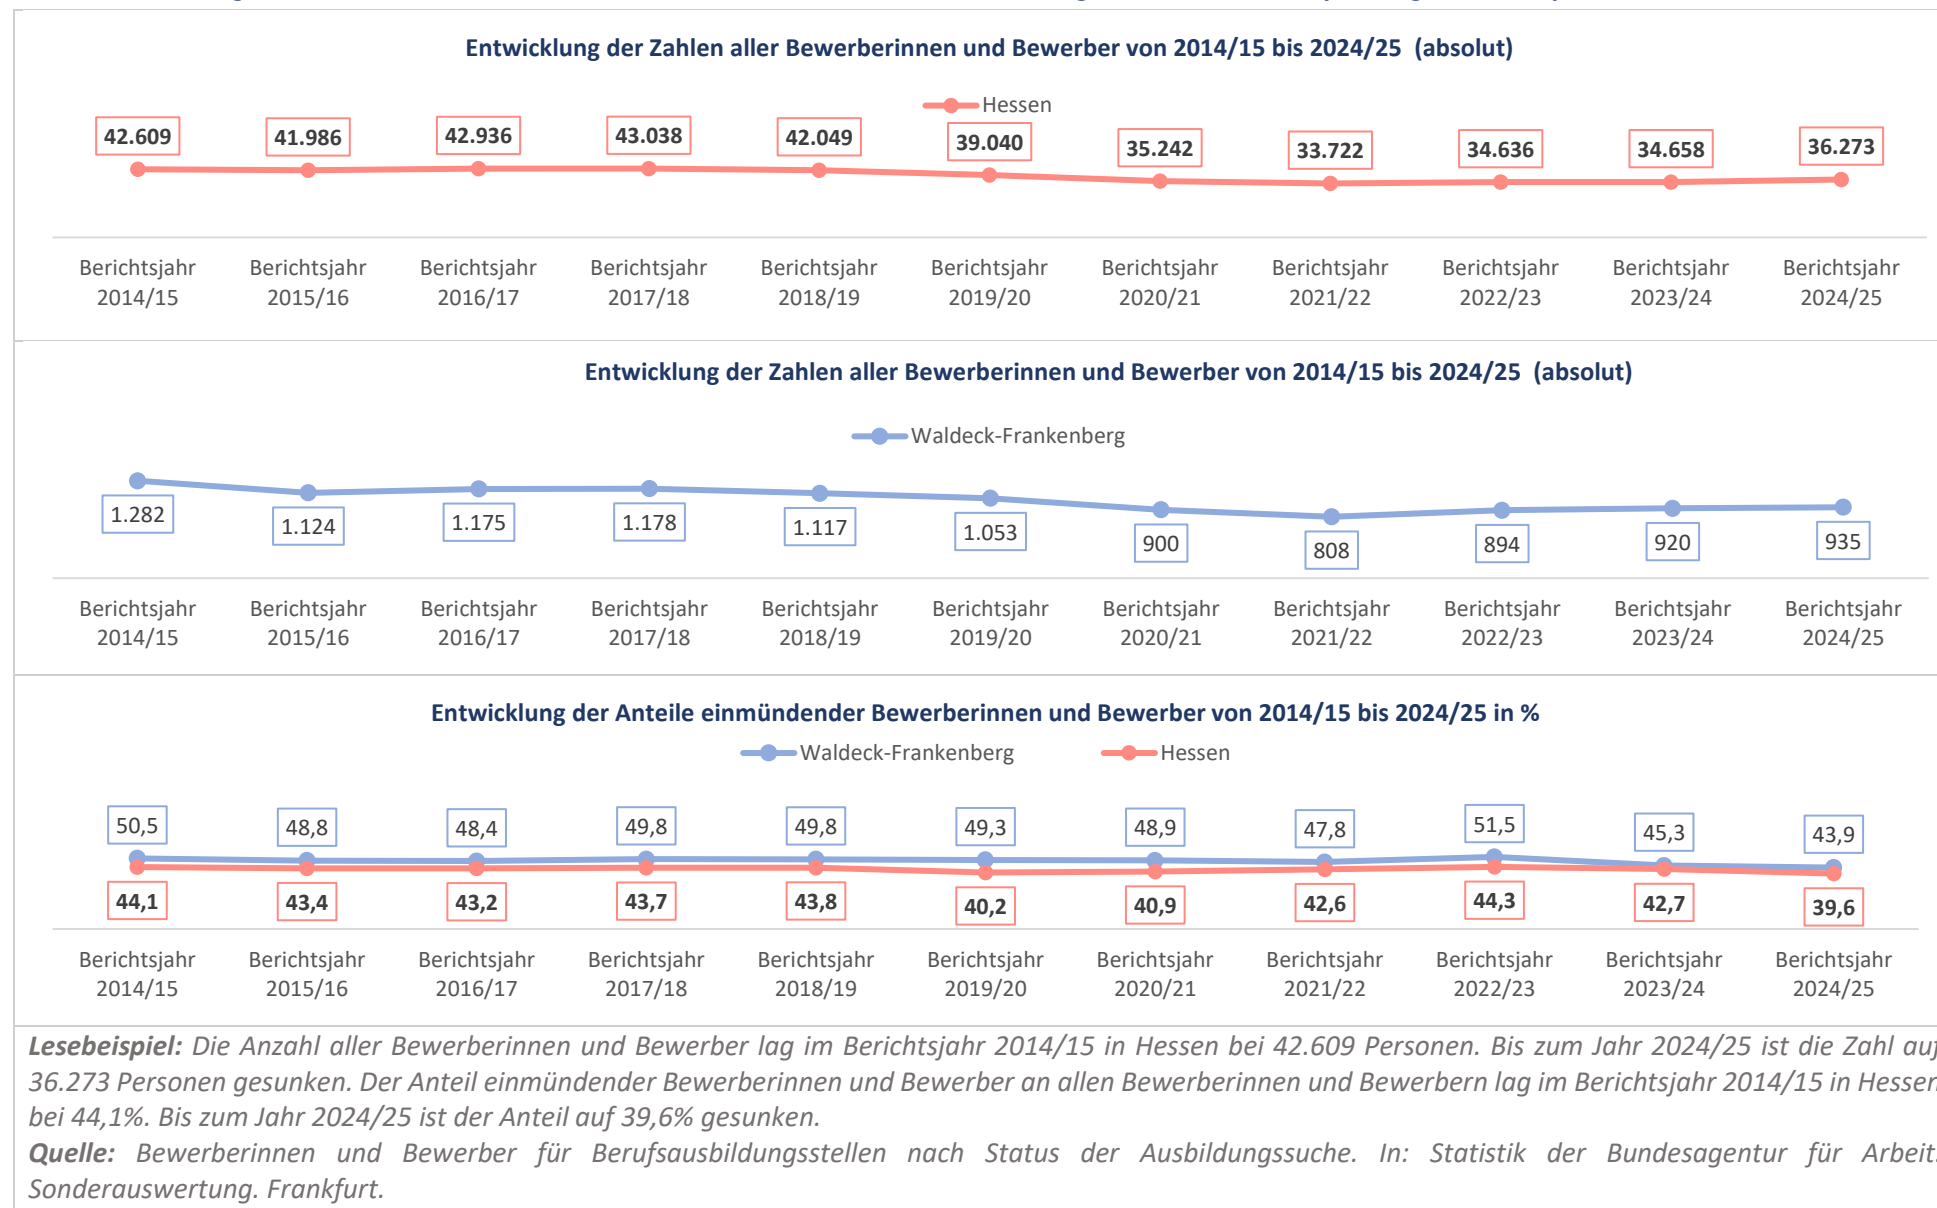 Entwicklung der Zahlen aller Bewerberinnen und Bewerber von 2014/15 bis 2024/25 (absolut)
Hessen
42.609 41.986 42.936 43.038 42.049 39.040 35.242 33.722 34.636 34.658 36.273
Berichtsjahr Berichtsjahr Berichtsjahr Berichtsjahr Berichtsjahr Berichtsjahr Berichtsjahr Berichtsjahr Berichtsjahr Berichtsjahr Berichtsjahr
2014/15 2015/16 2016/17 2017/18 2018/19 2019/20 2020/21 2021/22 2022/23 2023/24 2024/25
Entwicklung der Zahlen aller Bewerberinnen und Bewerber von 2014/15 bis 2024/25 (absolut)
Waldeck-Frankenberg
1.282 1.124 1.175 1.178 1.117 1.053 900 808 894 920 935
Berichtsjahr Berichtsjahr Berichtsjahr Berichtsjahr Berichtsjahr Berichtsjahr Berichtsjahr Berichtsjahr Berichtsjahr Berichtsjahr Berichtsjahr
2014/15 2015/16 2016/17 2017/18 2018/19 2019/20 2020/21 2021/22 2022/23 2023/24 2024/25
Entwicklung der Anteile einmündender Bewerberinnen und Bewerber von 2014/15 bis 2024/25 in %
Waldeck-Frankenberg Hessen
50,5 48,8 48,4 49,8 49,8 49,3 48,9 47,8 51,5 45,3 43,9
44,1 43,4 43,2 43,7 43,8 40,2 40,9 42,6 44,3 42,7 39,6
Berichtsjahr Berichtsjahr Berichtsjahr Berichtsjahr Berichtsjahr Berichtsjahr Berichtsjahr Berichtsjahr Berichtsjahr Berichtsjahr Berichtsjahr
2014/15 2015/16 2016/17 2017/18 2018/19 2019/20 2020/21 2021/22 2022/23 2023/24 2024/25
Lesebeispiel: Die Anzahl aller Bewerberinnen und Bewerber lag im Berichtsjahr 2014/15 in Hessen bei 42.609 Personen. Bis zum Jahr 2024/25 ist die Zahl auf
36.273 Personen gesunken. Der Anteil einmündender Bewerberinnen und Bewerber an allen Bewerberinnen und Bewerbern lag im Berichtsjahr 2014/15 in Hessen
bei 44,1%. Bis zum Jahr 2024/25 ist der Anteil auf 39,6% gesunken.
Quelle: Bewerberinnen und Bewerber für Berufsausbildungsstellen nach Status der Ausbildungssuche. In: Statistik der Bundesagentur für Arbeit.
Sonderauswertung. Frankfurt.